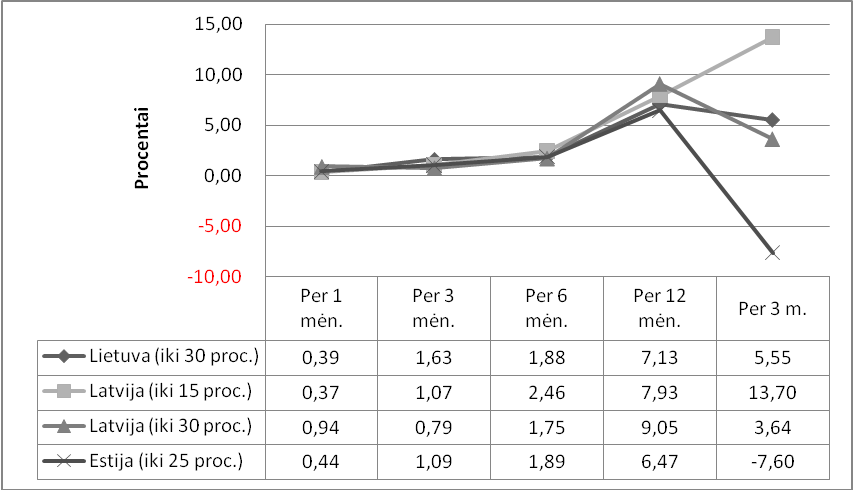 15,00
10,00
5,00
0,00
-5,00
-10,00
Procentai
Per 1 mėn.
Per 3 mėn.
Per 6 mėn.
Per 12 mėn.
Per 3 m.
Lietuva (iki 30 proc.) 0,39 1,63 1,88 7,13 5,55
Latvija (iki 15 proc.) 0,37 1,07 2,46 7,93 13,70
Latvija (iki 30 proc.) 0,94 0,79 1,75 9,05 3,64
Estija (iki 25 proc.) 0,44 1,09 1,89 6,47 -7,60